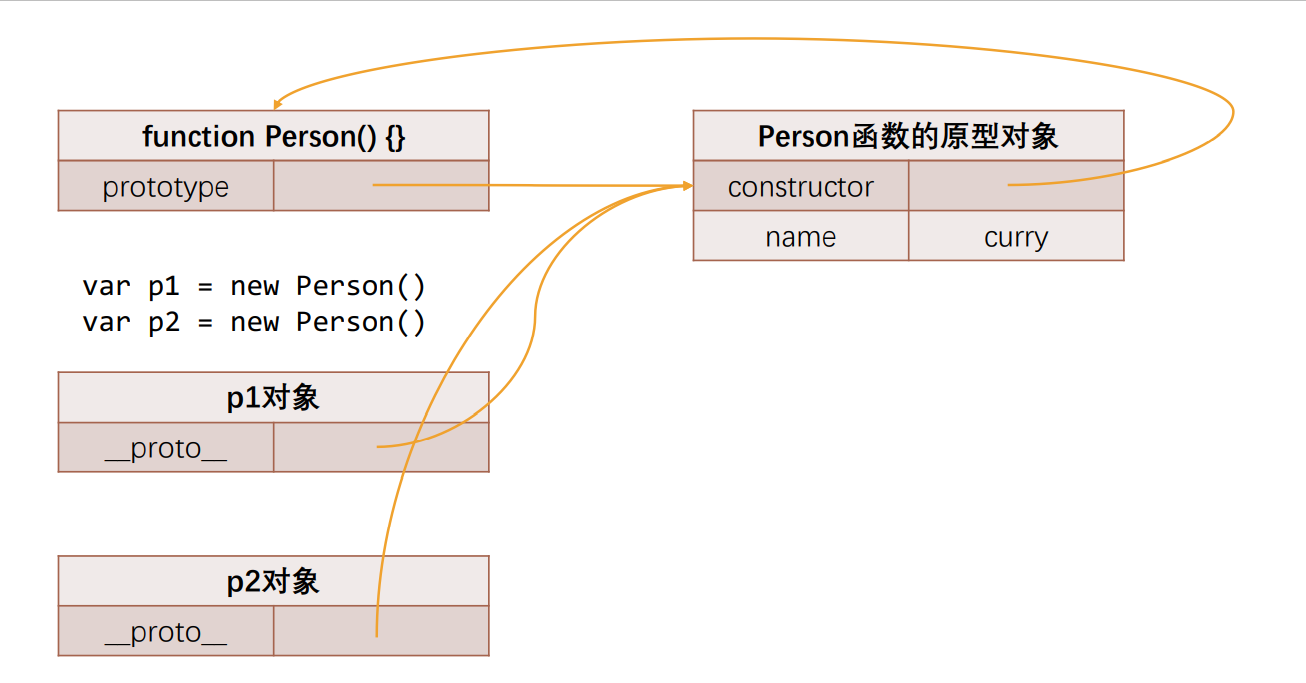 function Person() {}
prototype
Person函数的原型对象
constructor
name curry
var p1 = new Person()
var p2 = new Person()
p1对象
__proto__
p2对象
__proto__